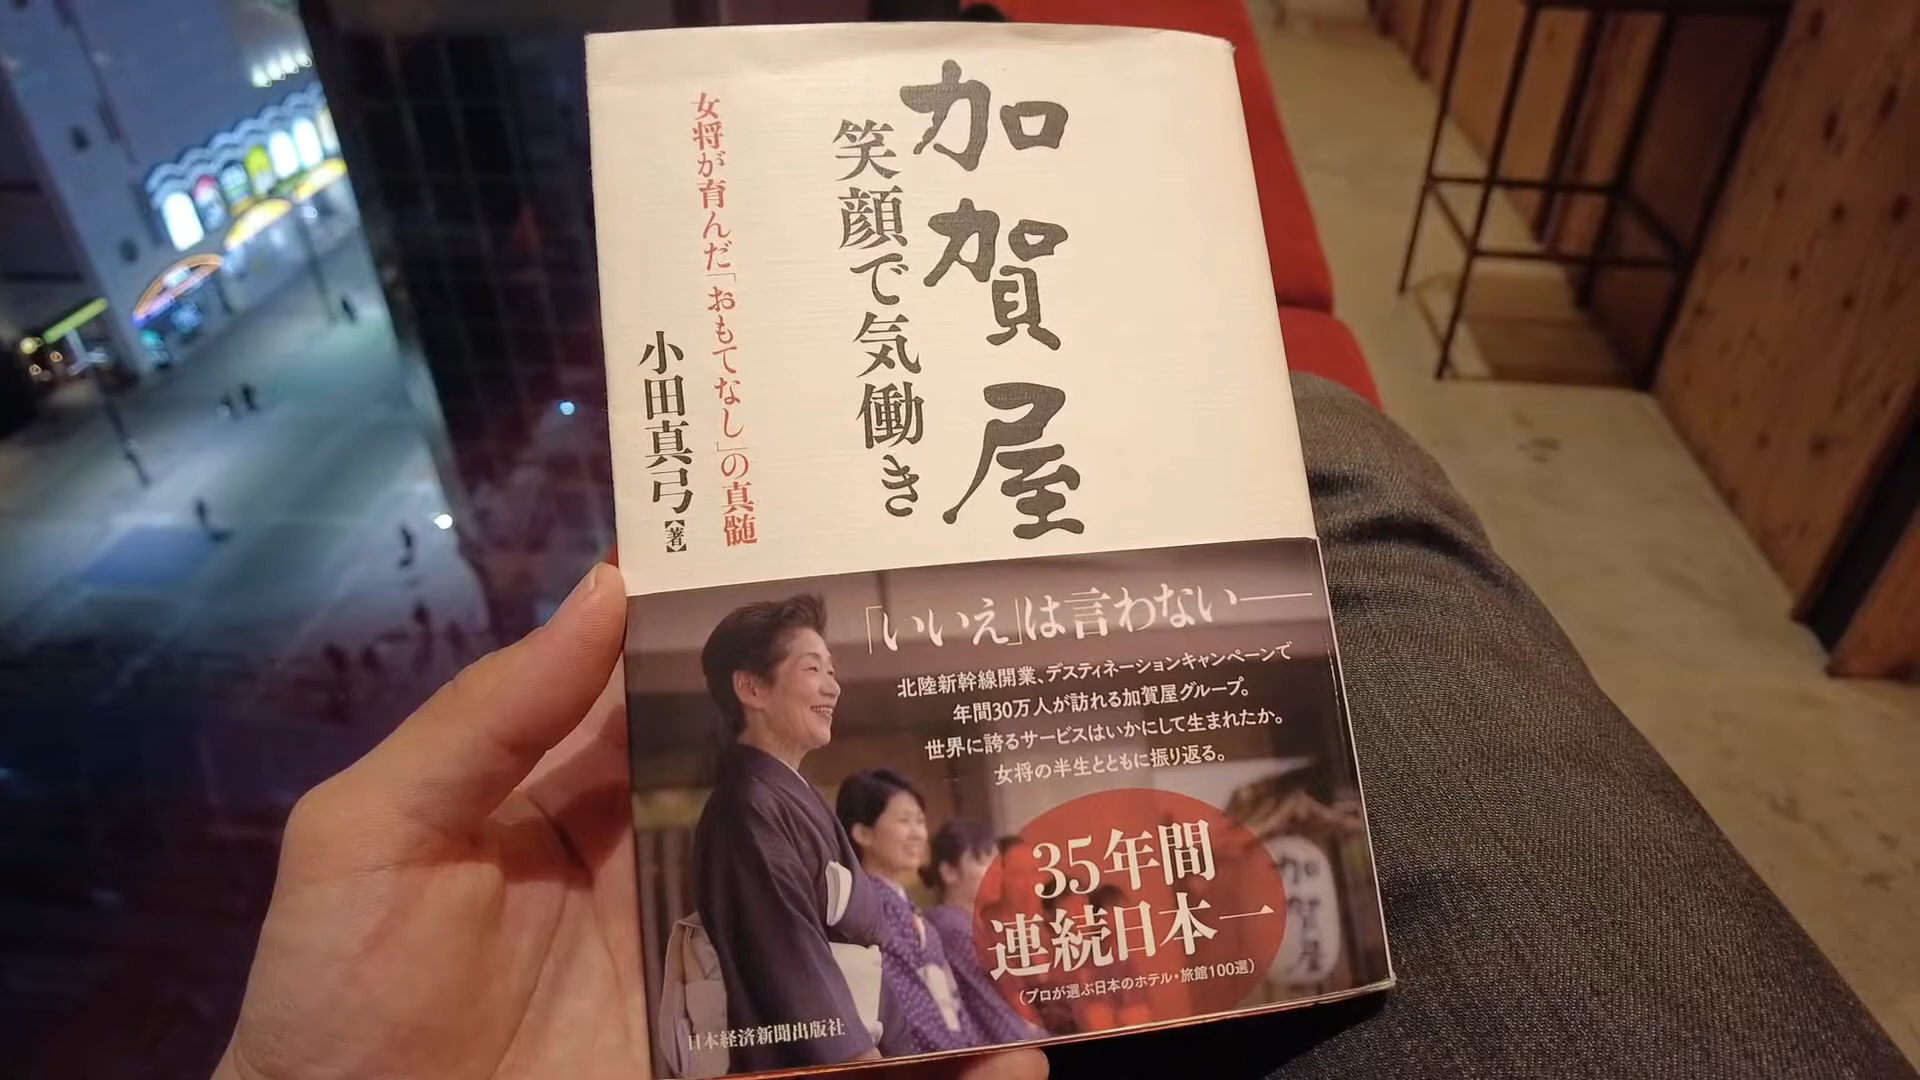 加賀屋
笑顔で気働き
女将が育んだ「おもてなし」の真髄
小田真弓【著】
「いいえ」は言わない——
北陸新幹線開業、デスティネーションキャンペーンで
年間30万人が訪れる加賀屋グループ。
世界に誇るサービスはいかにして生まれたか。
女将の半生とともに振り返る。
35年間
連続日本一
(プロが選ぶ日本のホテル・旅館100選)
加賀屋
日本経済新聞出版社